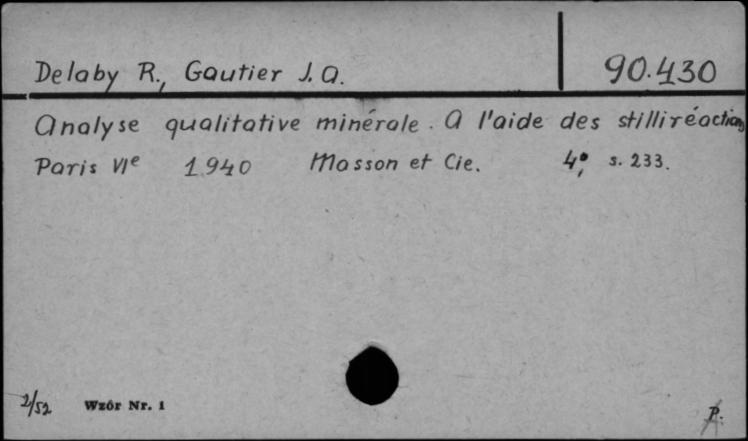 Delaby R., Gautier J. A.
90.430
Analyse qualitative minérale. A l'aide des stilliréactions
Paris VIe 1940 Masson et Cie. 4°, s. 233.
2/52 Wzór Nr. 1
P.